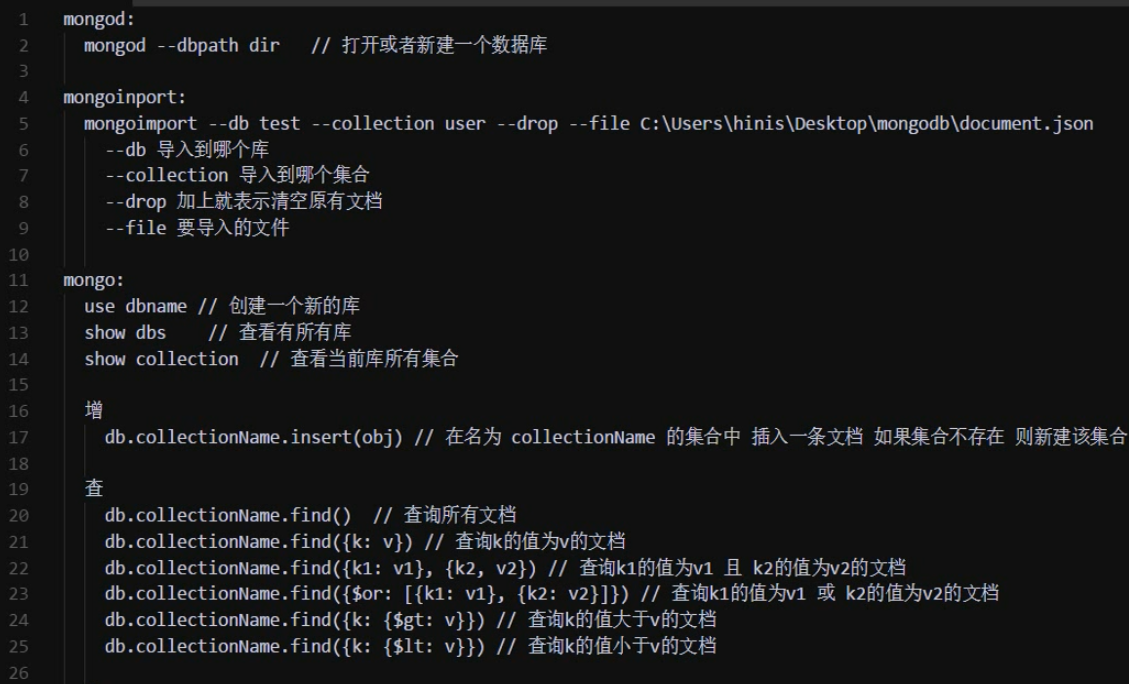 1 mongod:
2 mongod --dbpath dir // 打开或者新建一个数据库
3
4 mongoinport:
5 mongoimport --db test --collection user --drop --file C:\Users\hinis\Desktop\mongodb\document.json
6 --db 导入到哪个库
7 --collection 导入到哪个集合
8 --drop 加上就表示清空原有文档
9 --file 要导入的文件
10
11 mongo:
12 use dbname // 创建一个新的库
13 show dbs // 查看有所有库
14 show collection // 查看当前库所有集合
15
16 增
17 db.collectionName.insert(obj) // 在名为 collectionName 的集合中 插入一条文档 如果集合不存在 则新建该集合
18
19 查
20 db.collectionName.find() // 查询所有文档
21 db.collectionName.find({k: v}) // 查询k的值为v的文档
22 db.collectionName.find({k1: v1}, {k2, v2}) // 查询k1的值为v1 且 k2的值为v2的文档
23 db.collectionName.find({$or: [{k1: v1}, {k2: v2}]}) // 查询k1的值为v1 或 k2的值为v2的文档
24 db.collectionName.find({k: {$gt: v}}) // 查询k的值大于v的文档
25 db.collectionName.find({k: {$lt: v}}) // 查询k的值小于v的文档
26